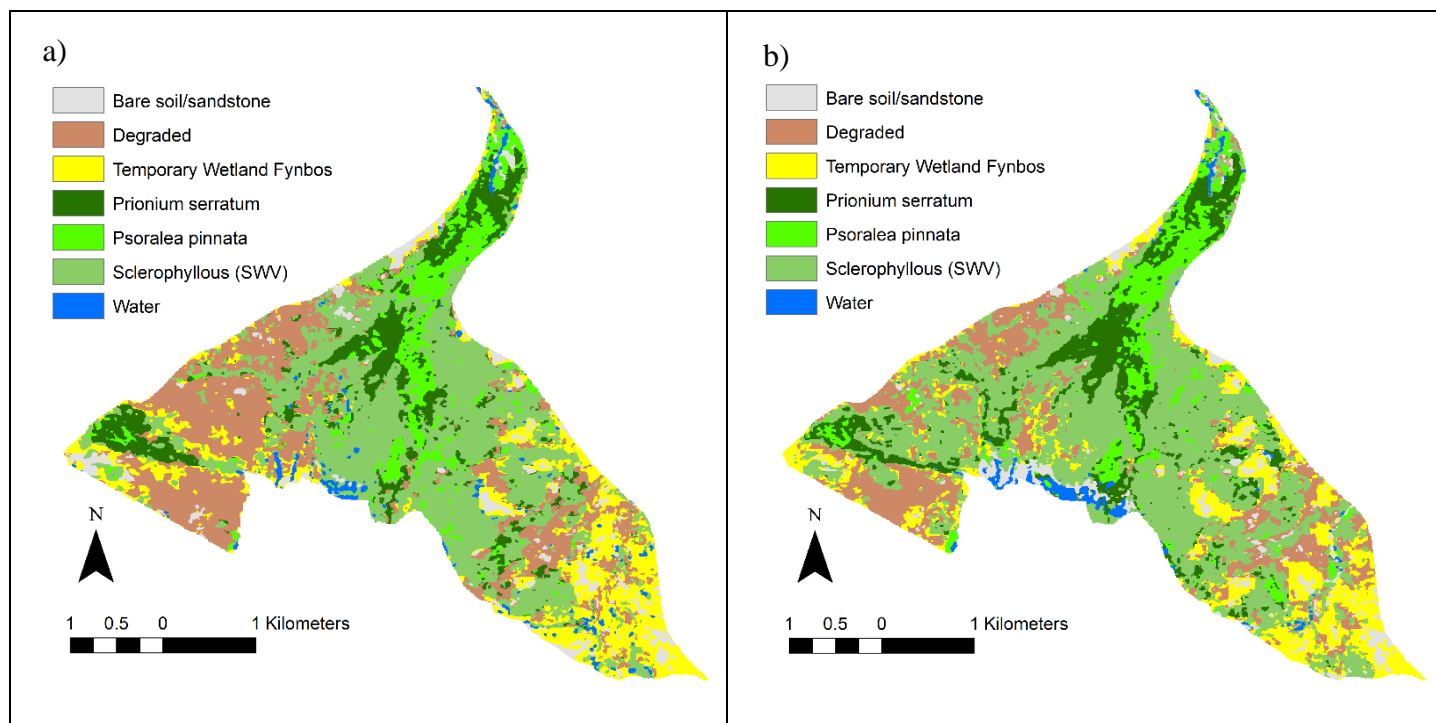 a)
Bare soil/sandstone
Degraded
Temporary Wetland Fynbos
Prionium serratum
Psoralea pinnata
Sclerophyllous (SWV)
Water
N
1 0.5 0 1 Kilometers
b)
Bare soil/sandstone
Degraded
Temporary Wetland Fynbos
Prionium serratum
Psoralea pinnata
Sclerophyllous (SWV)
Water
N
1 0.5 0 1 Kilometers